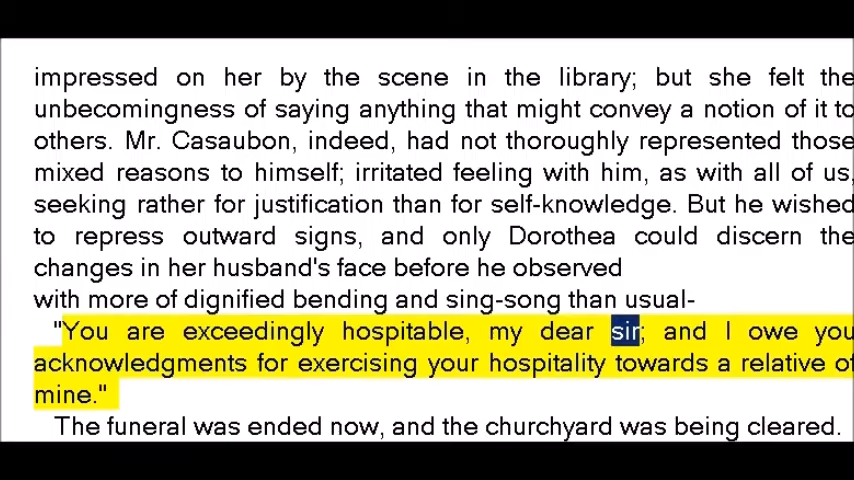 impressed on her by the scene in the library; but she felt the
unbecomingness of saying anything that might convey a notion of it to
others. Mr. Casaubon, indeed, had not thoroughly represented those
mixed reasons to himself; irritated feeling with him, as with all of us,
seeking rather for justification than for self-knowledge. But he wished
to repress outward signs, and only Dorothea could discern the
changes in her husband's face before he observed
with more of dignified bending and sing-song than usual-
"You are exceedingly hospitable, my dear sir; and I owe you
acknowledgments for exercising your hospitality towards a relative of
mine."
The funeral was ended now, and the churchyard was being cleared.